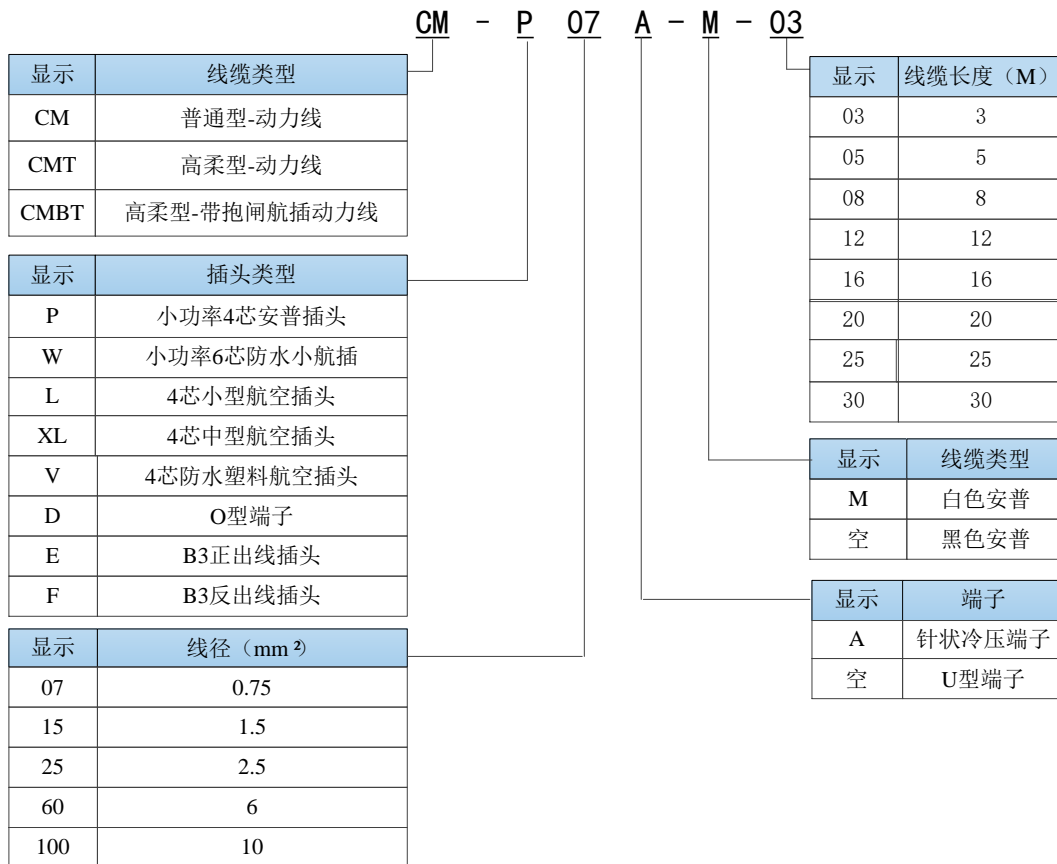 CM - P 07 A - M - 03
显示 线缆类型
CM 普通型-动力线
CMT 高柔型-动力线
CMBT 高柔型-带抱闸航插动力线
显示 插头类型
P 小功率4芯安普插头
W 小功率6芯防水小航插
L 4芯小型航空插头
XL 4芯中型航空插头
V 4芯防水塑料航空插头
D O型端子
E B3正出线插头
F B3反出线插头
显示 线径（mm²）
07 0.75
15 1.5
25 2.5
60 6
100 10
显示 线缆长度（M）
03 3
05 5
08 8
12 12
16 16
20 20
25 25
30 30
显示 线缆类型
M 白色安普
空 黑色安普
显示 端子
A 针状冷压端子
空 U型端子